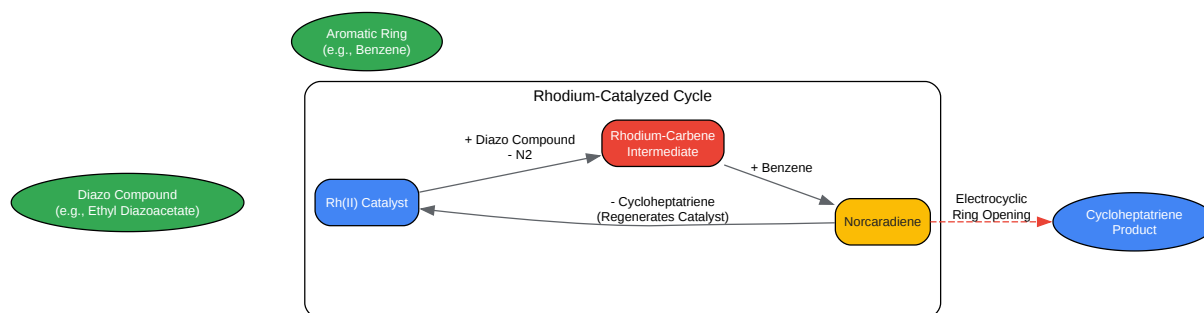 Aromatic Ring
(e.g., Benzene)
Rhodium-Catalyzed Cycle
+ Diazo Compound
- N2
Rhodium-Carbene
Intermediate
+ Benzene
Diazo Compound
(e.g., Ethyl Diazoacetate)
Rh(II) Catalyst
- Cycloheptatriene
(Regenerates Catalyst)
Norcaradiene
Electrocyclic
Ring Opening
Cycloheptatriene
Product